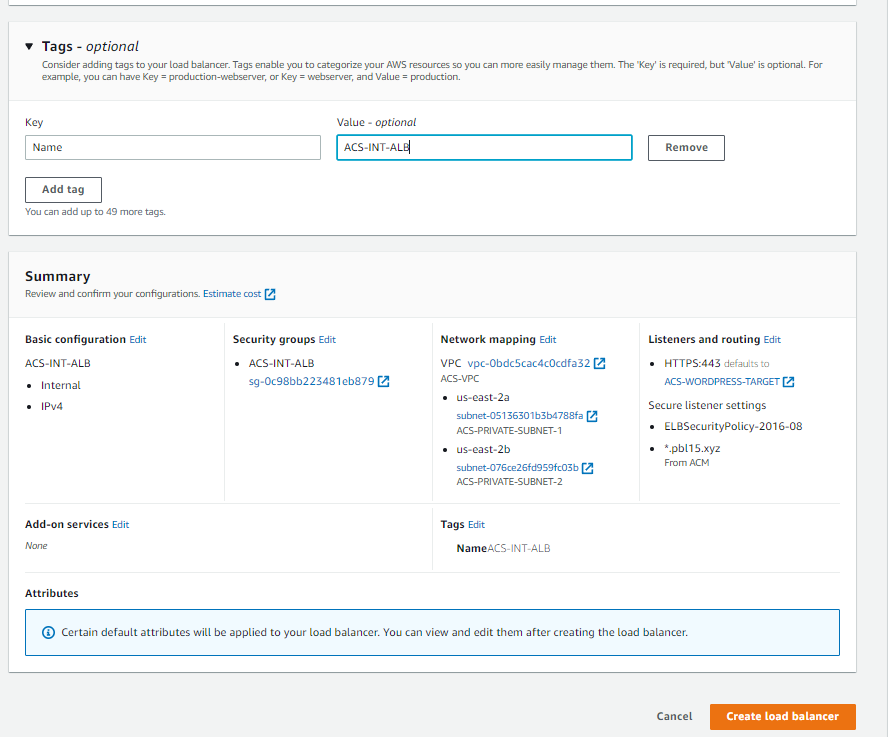 Tags - optional
Consider adding tags to your load balancer. Tags enable you to categorize your AWS resources so you can more easily manage them. The 'Key' is required, but 'Value' is optional. For
example, you can have Key = production-webserver, or Key = webserver, and Value = production.
Key
Value - optional
Name
ACS-INT-ALB
Remove
Add tag
You can add up to 49 more tags.
Summary
Review and confirm your configurations. Estimate cost
Basic configuration Edit
ACS-INT-ALB
Internal
IPv4
Security groups Edit
ACS-INT-ALB
sg-0c98bb223481eb879
Network mapping Edit
VPC vpc-0bdc5cac4c0cdfa32
ACS-VPC
us-east-2a
subnet-05136301b3b4788fa
ACS-PRIVATE-SUBNET-1
us-east-2b
subnet-076ce26fd959fc03b
ACS-PRIVATE-SUBNET-2
Listeners and routing Edit
HTTPS:443 defaults to
ACS-WORDPRESS-TARGET
Secure listener settings
ELBSecurityPolicy-2016-08
*.pbl15.xyz
From ACM
Add-on services Edit
None
Tags Edit
NameACS-INT-ALB
Attributes
Certain default attributes will be applied to your load balancer. You can view and edit them after creating the load balancer.
Cancel
Create load balancer